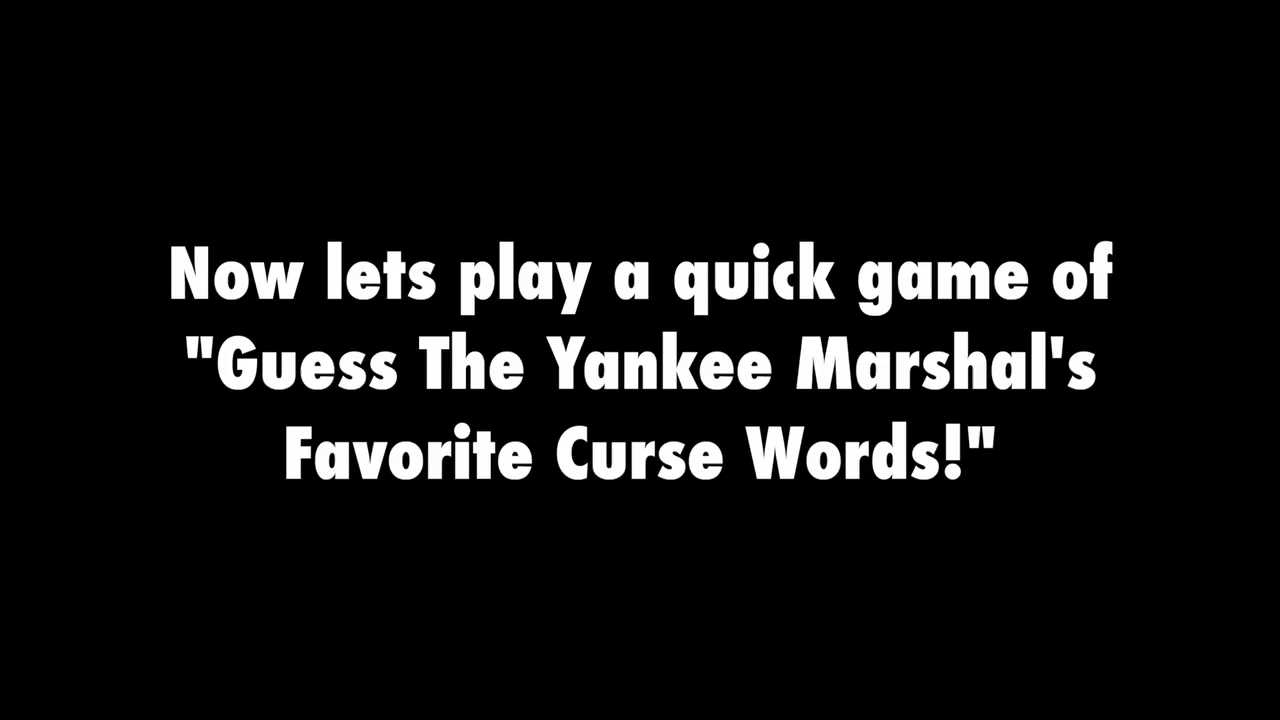 Now lets play a quick game of
"Guess The Yankee Marshal's
Favorite Curse Words!"